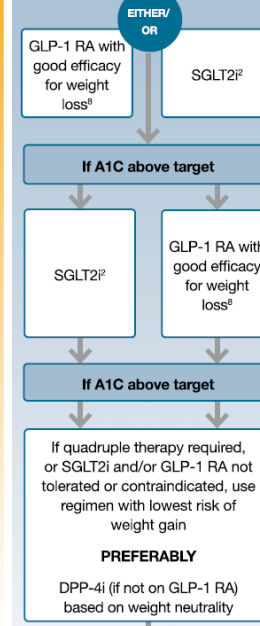 EITHER/
OR
GLP-1 RA with
good efficacy
for weight
loss⁸
SGLT2i²
If A1C above target
SGLT2i²
GLP-1 RA with
good efficacy
for weight
loss⁸
If A1C above target
If quadruple therapy required,
or SGLT2i and/or GLP-1 RA not
tolerated or contraindicated, use
regimen with lowest risk of
weight gain
PREFERABLY
DPP-4i (if not on GLP-1 RA)
based on weight neutrality